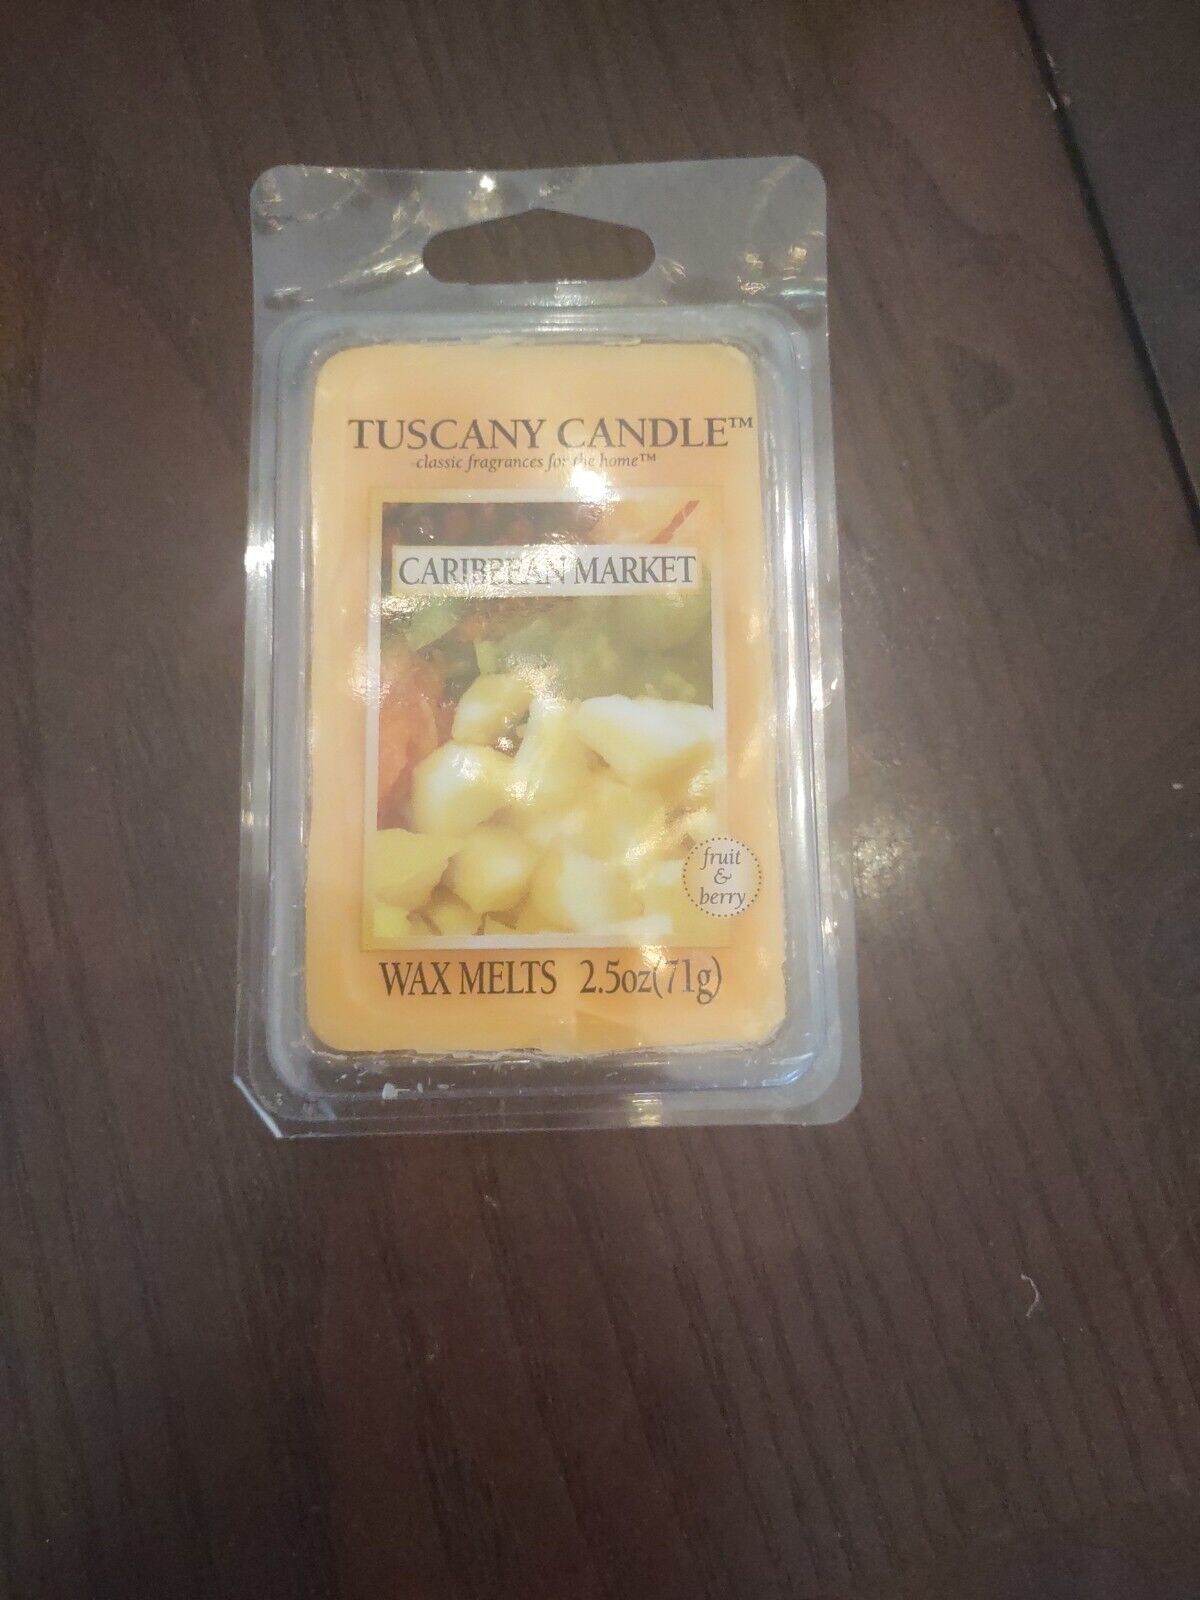 TUSCANY CANDLE™
classic fragrances for the home™
CARIBBEAN MARKET
fruit
&
berry
WAX MELTS 2.5oz(71g)